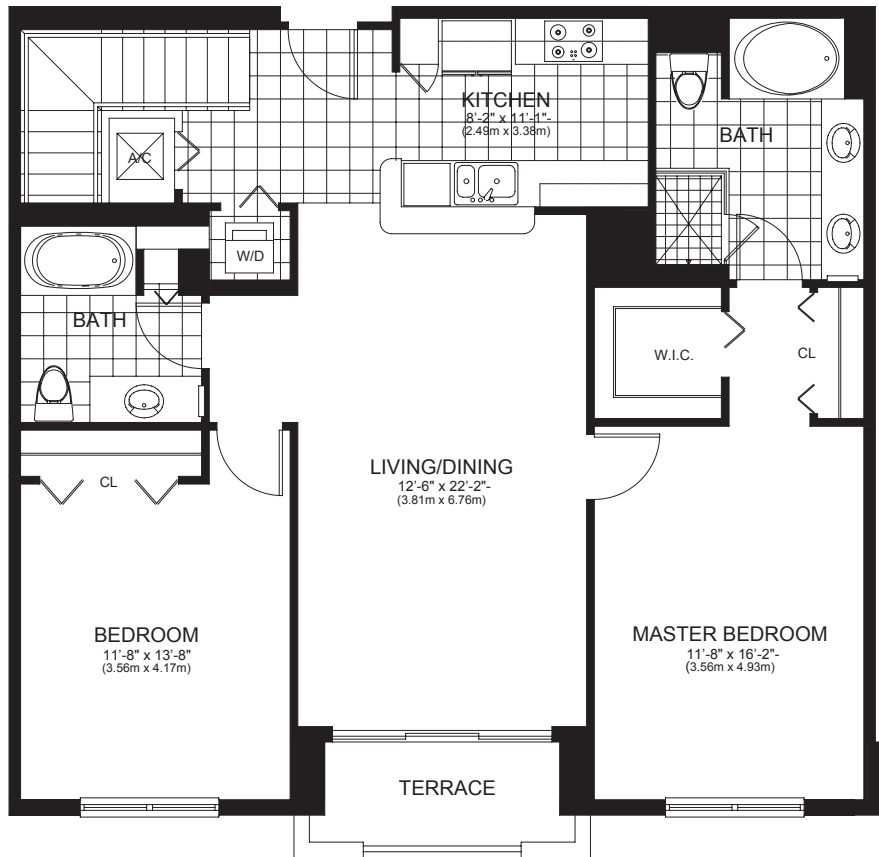 KITCHEN
8'-2" x 11'-1"-
(2.49m x 3.38m)
BATH
A/C
W/D
BATH
W.I.C.
CL
LIVING/DINING
12'-6" x 22'-2"-
(3.81m x 6.76m)
CL
BEDROOM
11'-8" x 13'-8"
(3.56m x 4.17m)
MASTER BEDROOM
11'-8" x 16'-2"-
(3.56m x 4.93m)
TERRACE